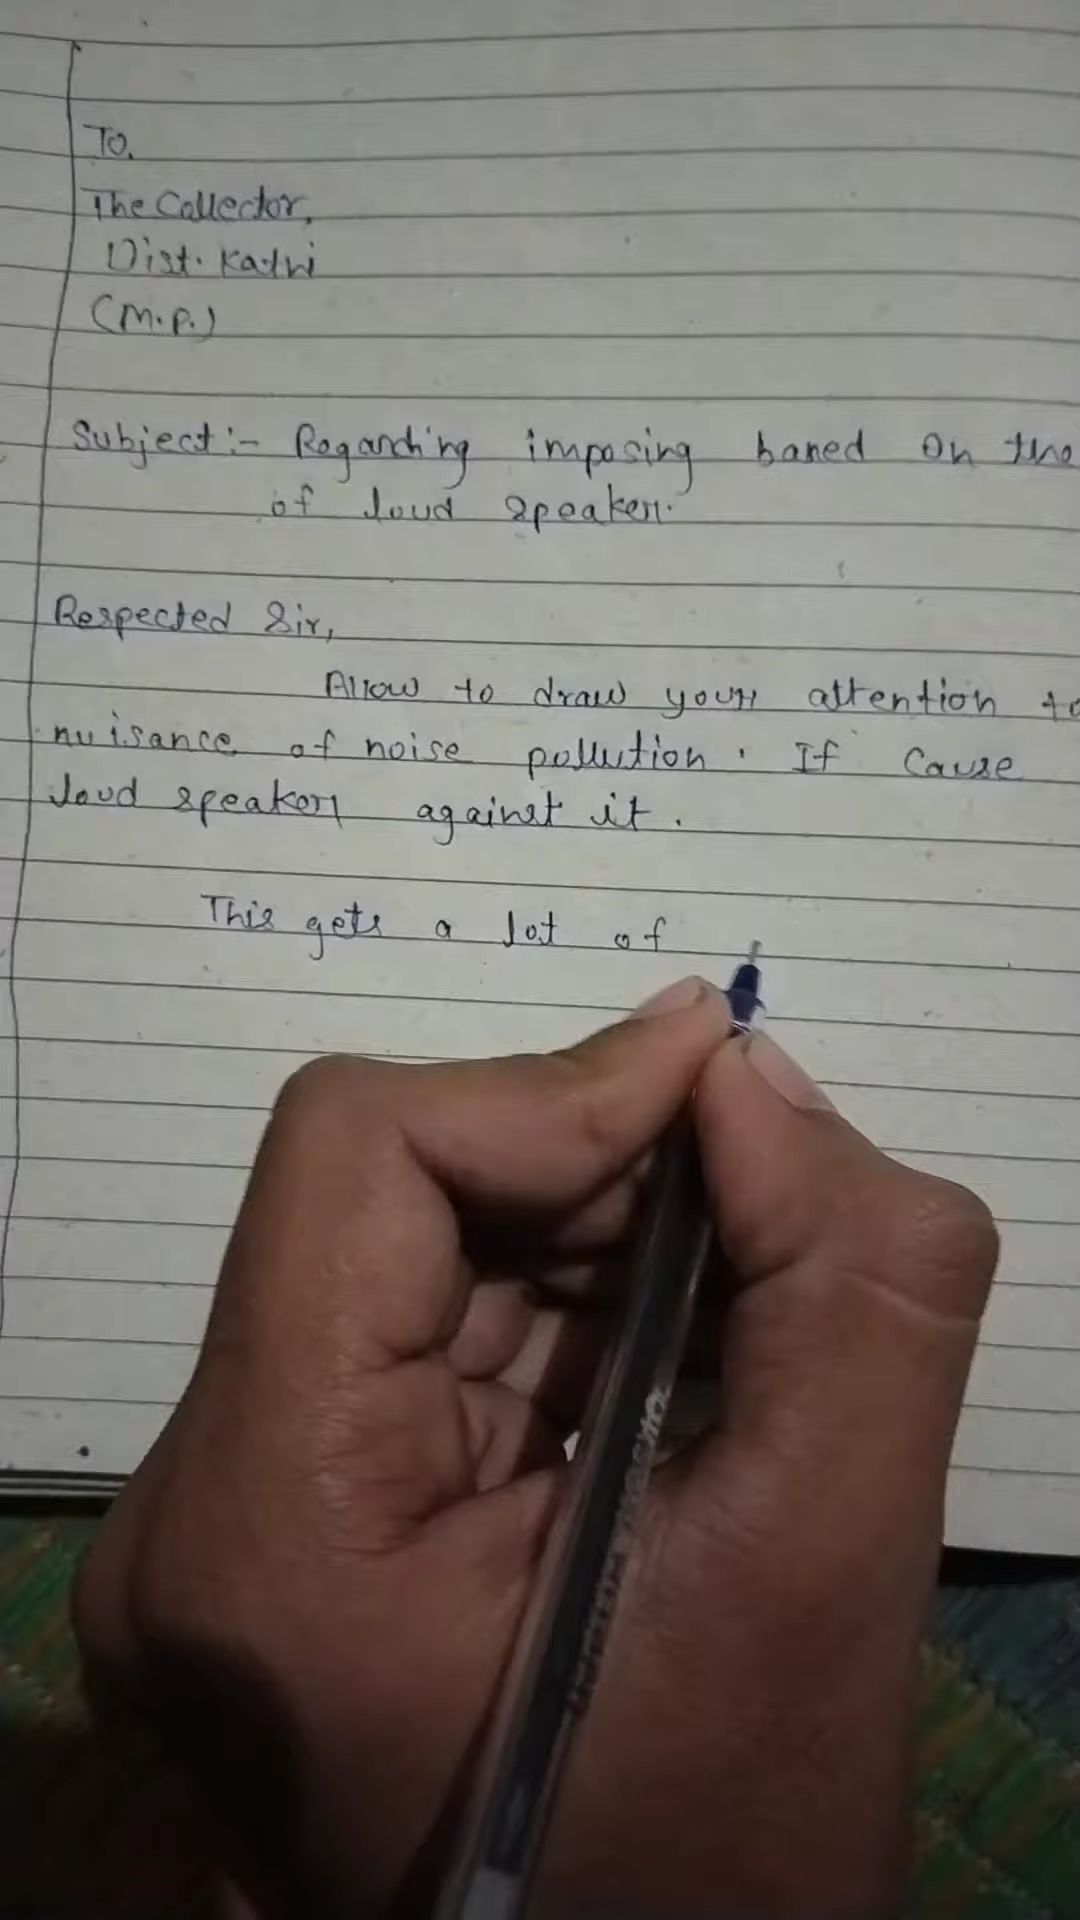 To,
The Collector,
Dist. Katni
(M.P.)
Subject:- Regarding imposing baned on the
of loud speaker.
Respected Sir,
Allow to draw your attention to
nuisance of noise pollution. If cause
loud speaker against it.
This gets a lot of